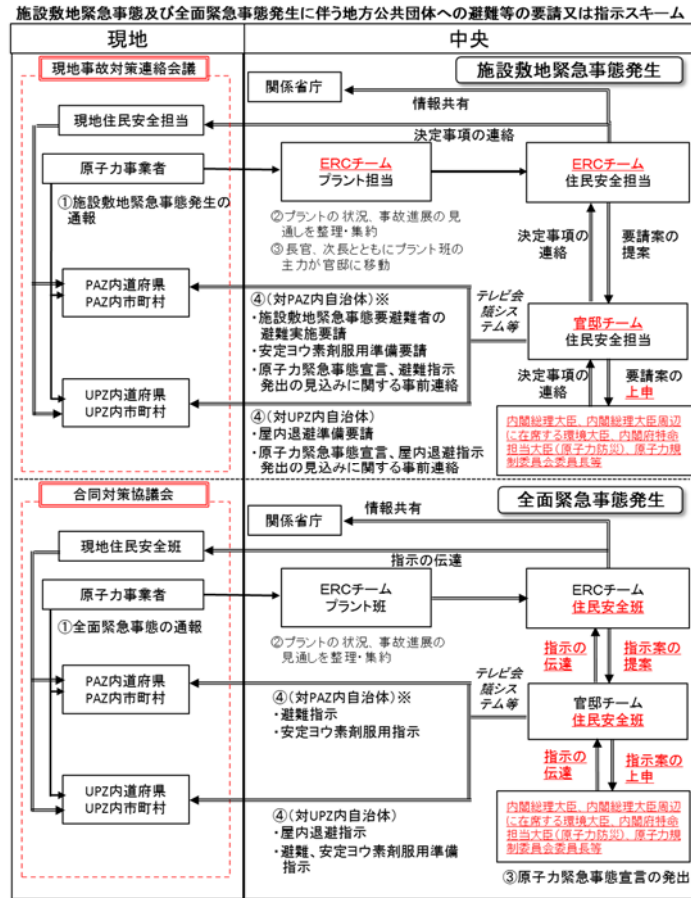 施設敷地緊急事態及び全面緊急事態発生に伴う地方公共団体への避難等の要請又は指示スキーム
現地
中央
現地事故対策連絡会議
施設敷地緊急事態発生
関係省庁
情報共有
現地住民安全担当
決定事項の連絡
原子力事業者
ERCチーム
プラント担当
ERCチーム
住民安全担当
①施設敷地緊急事態発生の
通報
②プラントの状況、事故進展の見
通しを整理・集約
③長官、次長とともにプラント班の
主力が官邸に移動
決定事項
の連絡
要請案の
提案
PAZ内道府県
PAZ内市町村
④(対PAZ内自治体)※
・施設敷地緊急事態要避難者の
避難実施要請
・安定ヨウ素剤服用準備要請
・原子力緊急事態宣言、避難指示
発出の見込みに関する事前連絡
テレビ会
議シス
テム等
官邸チーム
住民安全担当
決定事項
の連絡
要請案の
上申
UPZ内道府県
UPZ内市町村
④(対UPZ内自治体)
・屋内退避準備要請
・原子力緊急事態宣言、屋内退避指示
発出の見込みに関する事前連絡
内閣総理大臣、内閣総理大臣周辺
に在席する環境大臣、内閣府特命
担当大臣(原子力防災)、原子力規
制委員会委員長等
合同対策協議会
全面緊急事態発生
関係省庁
情報共有
現地住民安全班
指示の伝達
原子力事業者
ERCチーム
プラント班
ERCチーム
住民安全班
①全面緊急事態の通報
②プラントの状況、事故進展の
見通しを整理・集約
指示の
伝達
指示案の
提案
PAZ内道府県
PAZ内市町村
④(対PAZ内自治体)※
・避難指示
・安定ヨウ素剤服用指示
テレビ会
議シス
テム等
官邸チーム
住民安全班
指示の
伝達
指示案の
上申
UPZ内道府県
UPZ内市町村
④(対UPZ内自治体)
・屋内退避指示
・避難、安定ヨウ素剤服用準備
指示
内閣総理大臣、内閣総理大臣周辺
に在席する環境大臣、内閣府特命
担当大臣(原子力防災)、原子力規
制委員会委員長等
③原子力緊急事態宣言の発出